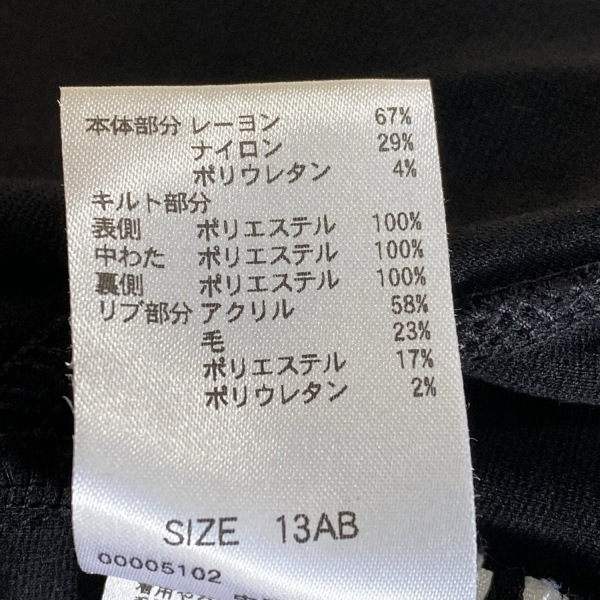 本体部分 レーヨン 67%
ナイロン 29%
ポリウレタン 4%
キルト部分
表側 ポリエステル 100%
中わた ポリエステル 100%
裏側 ポリエステル 100%
リブ部分 アクリル 58%
毛 23%
ポリエステル 17%
ポリウレタン 2%
SIZE 13AB
00005102